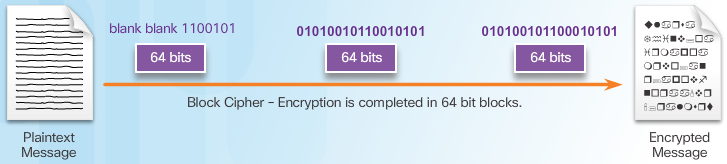 blank blank 1100101
01010010110010101
010100101100010101
64 bits
64 bits
64 bits
Block Cipher – Encryption is completed in 64 bit blocks.
Plaintext
Message
Encrypted
Message